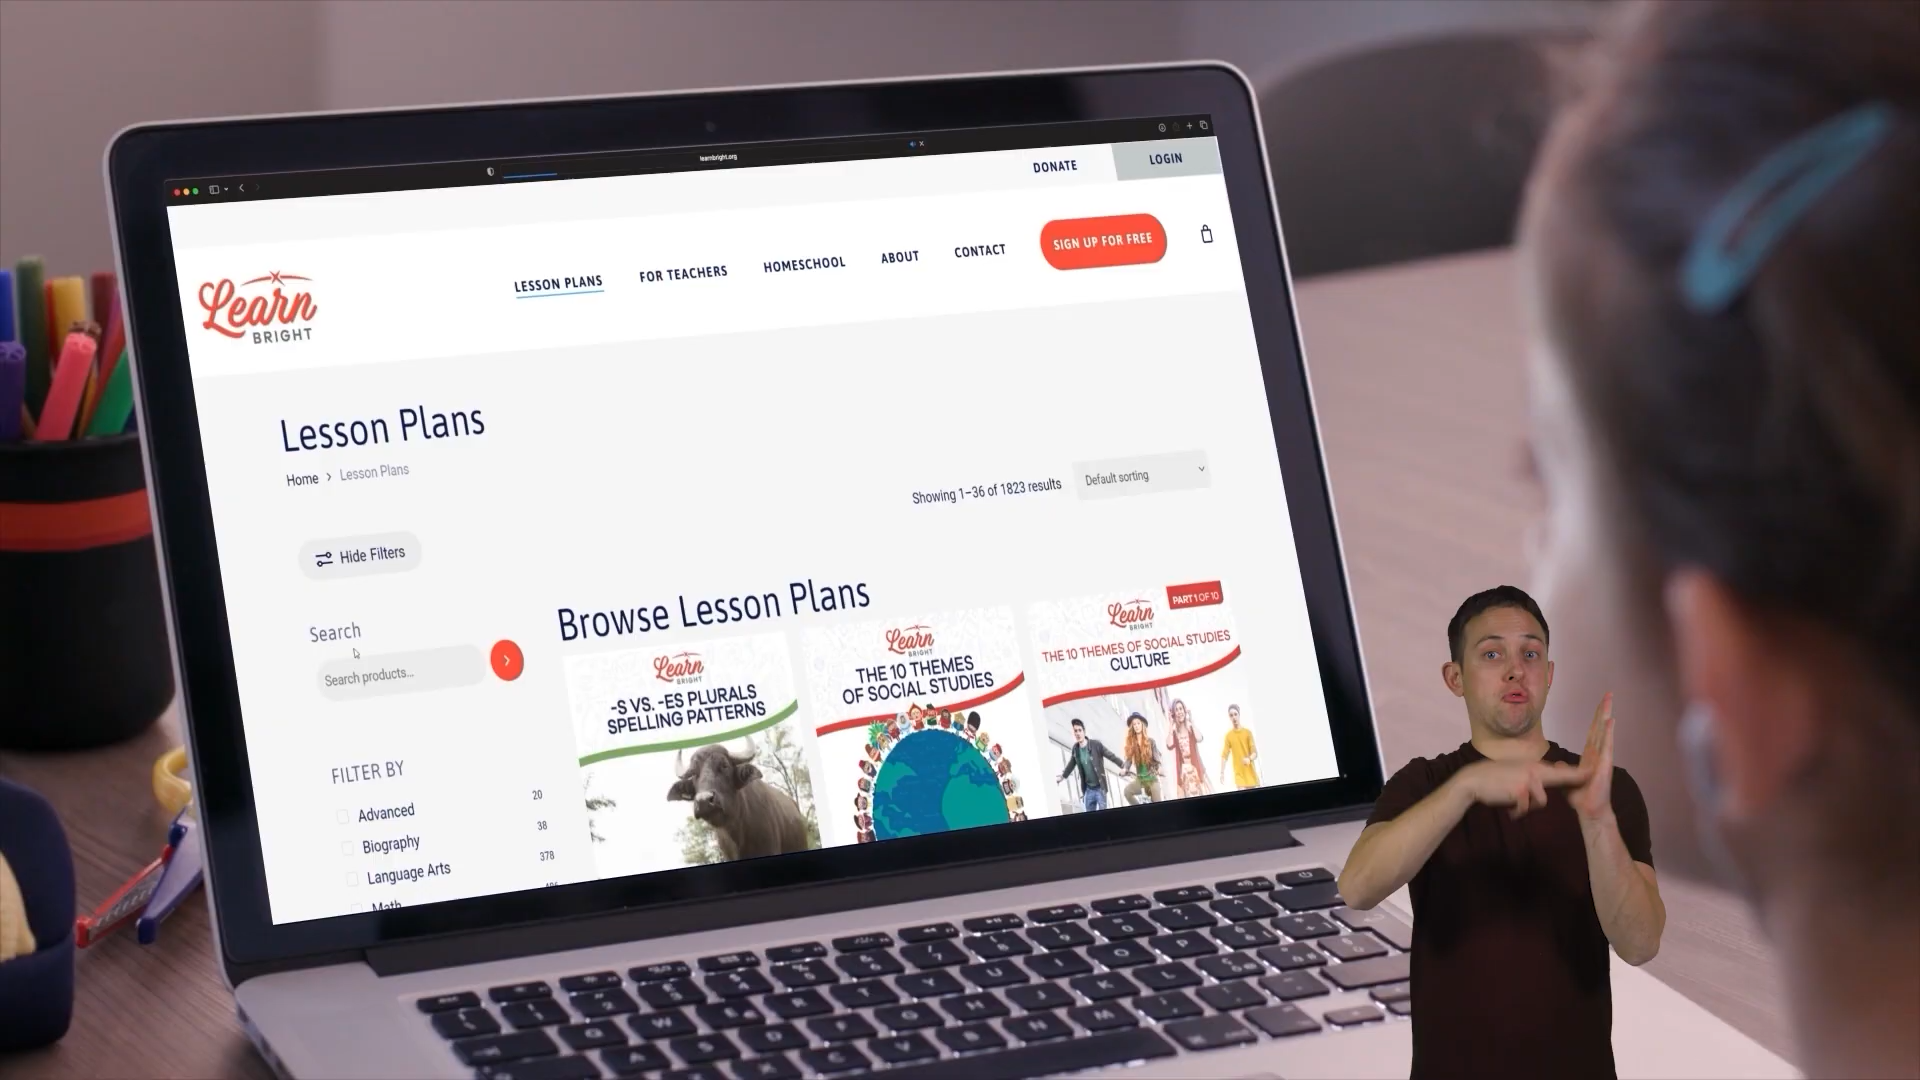 learnbright.org
DONATE
LOGIN
Learn
BRIGHT
LESSON PLANS
FOR TEACHERS
HOMESCHOOL
ABOUT
CONTACT
SIGN UP FOR FREE
Lesson Plans
Home > Lesson Plans
Showing 1–36 of 1823 results
Default sorting
Hide Filters
Search
Search products...
FILTER BY
Advanced 20
Biography 38
Language Arts 378
Math
Browse Lesson Plans
Learn
BRIGHT
-S VS. -ES PLURALS
SPELLING PATTERNS
Learn
BRIGHT
THE 10 THEMES
OF SOCIAL STUDIES
Learn
BRIGHT
PART 1 OF 10
THE 10 THEMES OF SOCIAL STUDIES
CULTURE